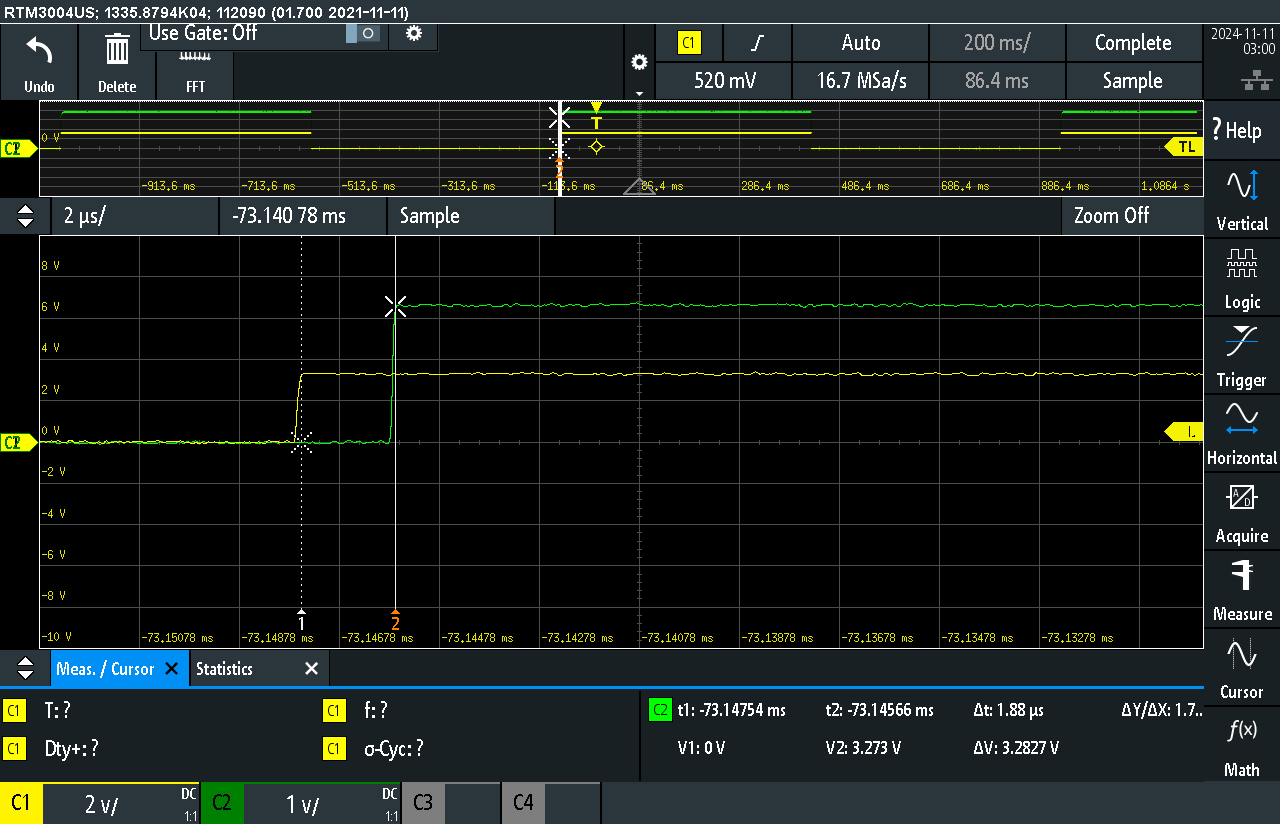 RTM3004US; 1335.8794K04; 112090 (01.700 2021-11-11)
Undo
Delete
FFT
Use Gate: Off
C1
Auto
200 ms/
Complete
520 mV
16.7 MSa/s
86.4 ms
Sample
2024-11-11
03:00
0 V
T
TL
-913.6 ms
-713.6 ms
-513.6 ms
-313.6 ms
86.4 ms
286.4 ms
486.4 ms
686.4 ms
886.4 ms
1.0864 s
2 µs/
-73.140 78 ms
Sample
Zoom Off
8 V
6 V
4 V
2 V
0 V
-2 V
-4 V
-6 V
-8 V
-10 V
1
2
-73.15078 ms
-73.14878 ms
-73.14678 ms
-73.14478 ms
-73.14278 ms
-73.14078 ms
-73.13878 ms
-73.13678 ms
-73.13478 ms
-73.13278 ms
? Help
Vertical
Logic
Trigger
Horizontal
A/D
Acquire
Measure
Cursor
f(x)
Math
Meas. / Cursor
Statistics
C1 T: ?
C1 f: ?
C1 Dty+: ?
C1 σ-Cyc: ?
C2 t1: -73.14754 ms t2: -73.14566 ms Δt: 1.88 µs ΔY/ΔX: 1.7..
V1: 0 V V2: 3.273 V ΔV: 3.2827 V
C1 2 V/ DC 1:1
C2 1 V/ DC 1:1
C3
C4